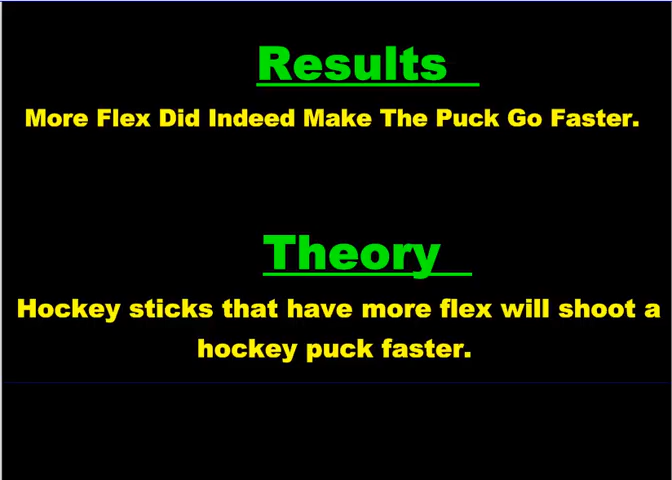 Results
More Flex Did Indeed Make The Puck Go Faster.
Theory
Hockey sticks that have more flex will shoot a
hockey puck faster.